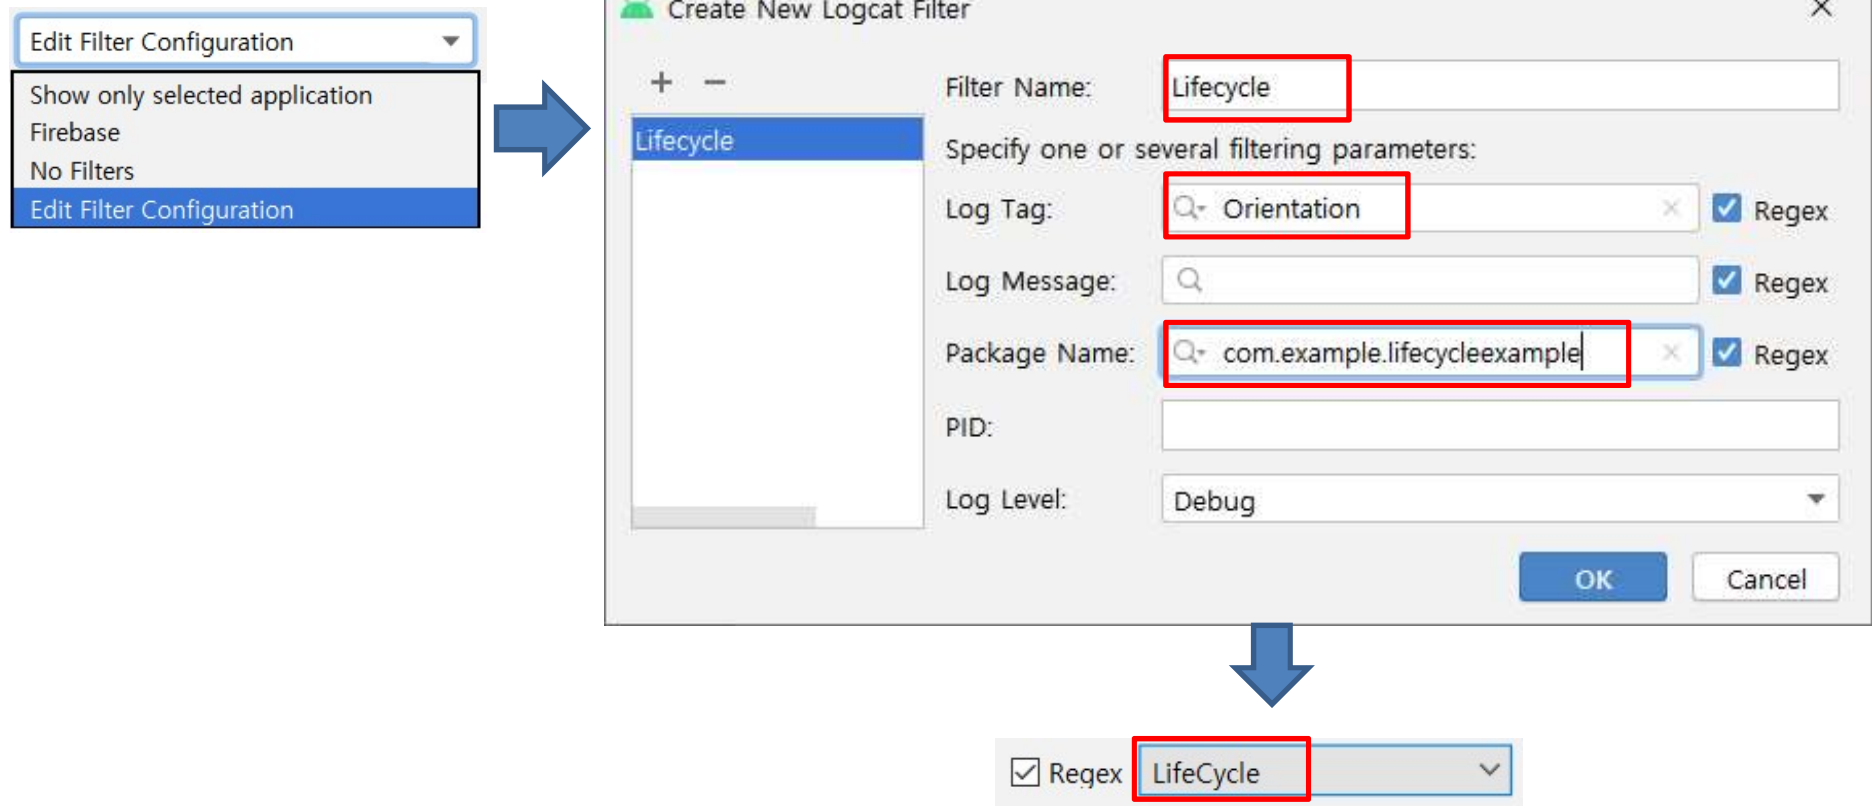 Edit Filter Configuration
Show only selected application
Firebase
No Filters
Edit Filter Configuration
Create New Logcat Filter
Lifecycle
Filter Name: Lifecycle
Specify one or several filtering parameters:
Log Tag: Orientation Regex
Log Message: Regex
Package Name: com.example.lifecycleexample Regex
PID:
Log Level: Debug
OK Cancel
Regex LifeCycle